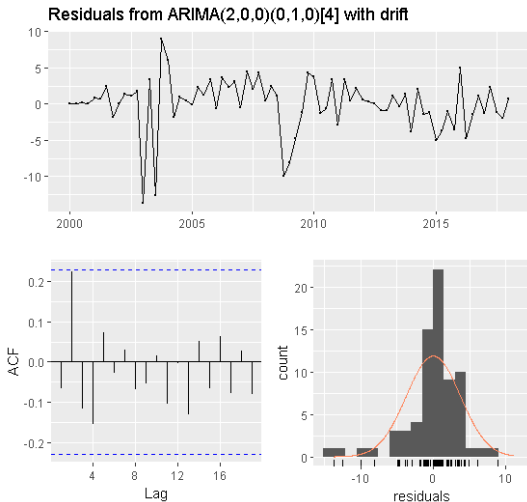 Residuals from ARIMA(2,0,0)(0,1,0)[4] with drift
10
5
0
-5
-10
2000 2005 2010 2015
0.2
0.1
0.0
-0.1
-0.2
ACF
4 8 12 16
Lag
20
15
10
5
0
count
-10 0 10
residuals